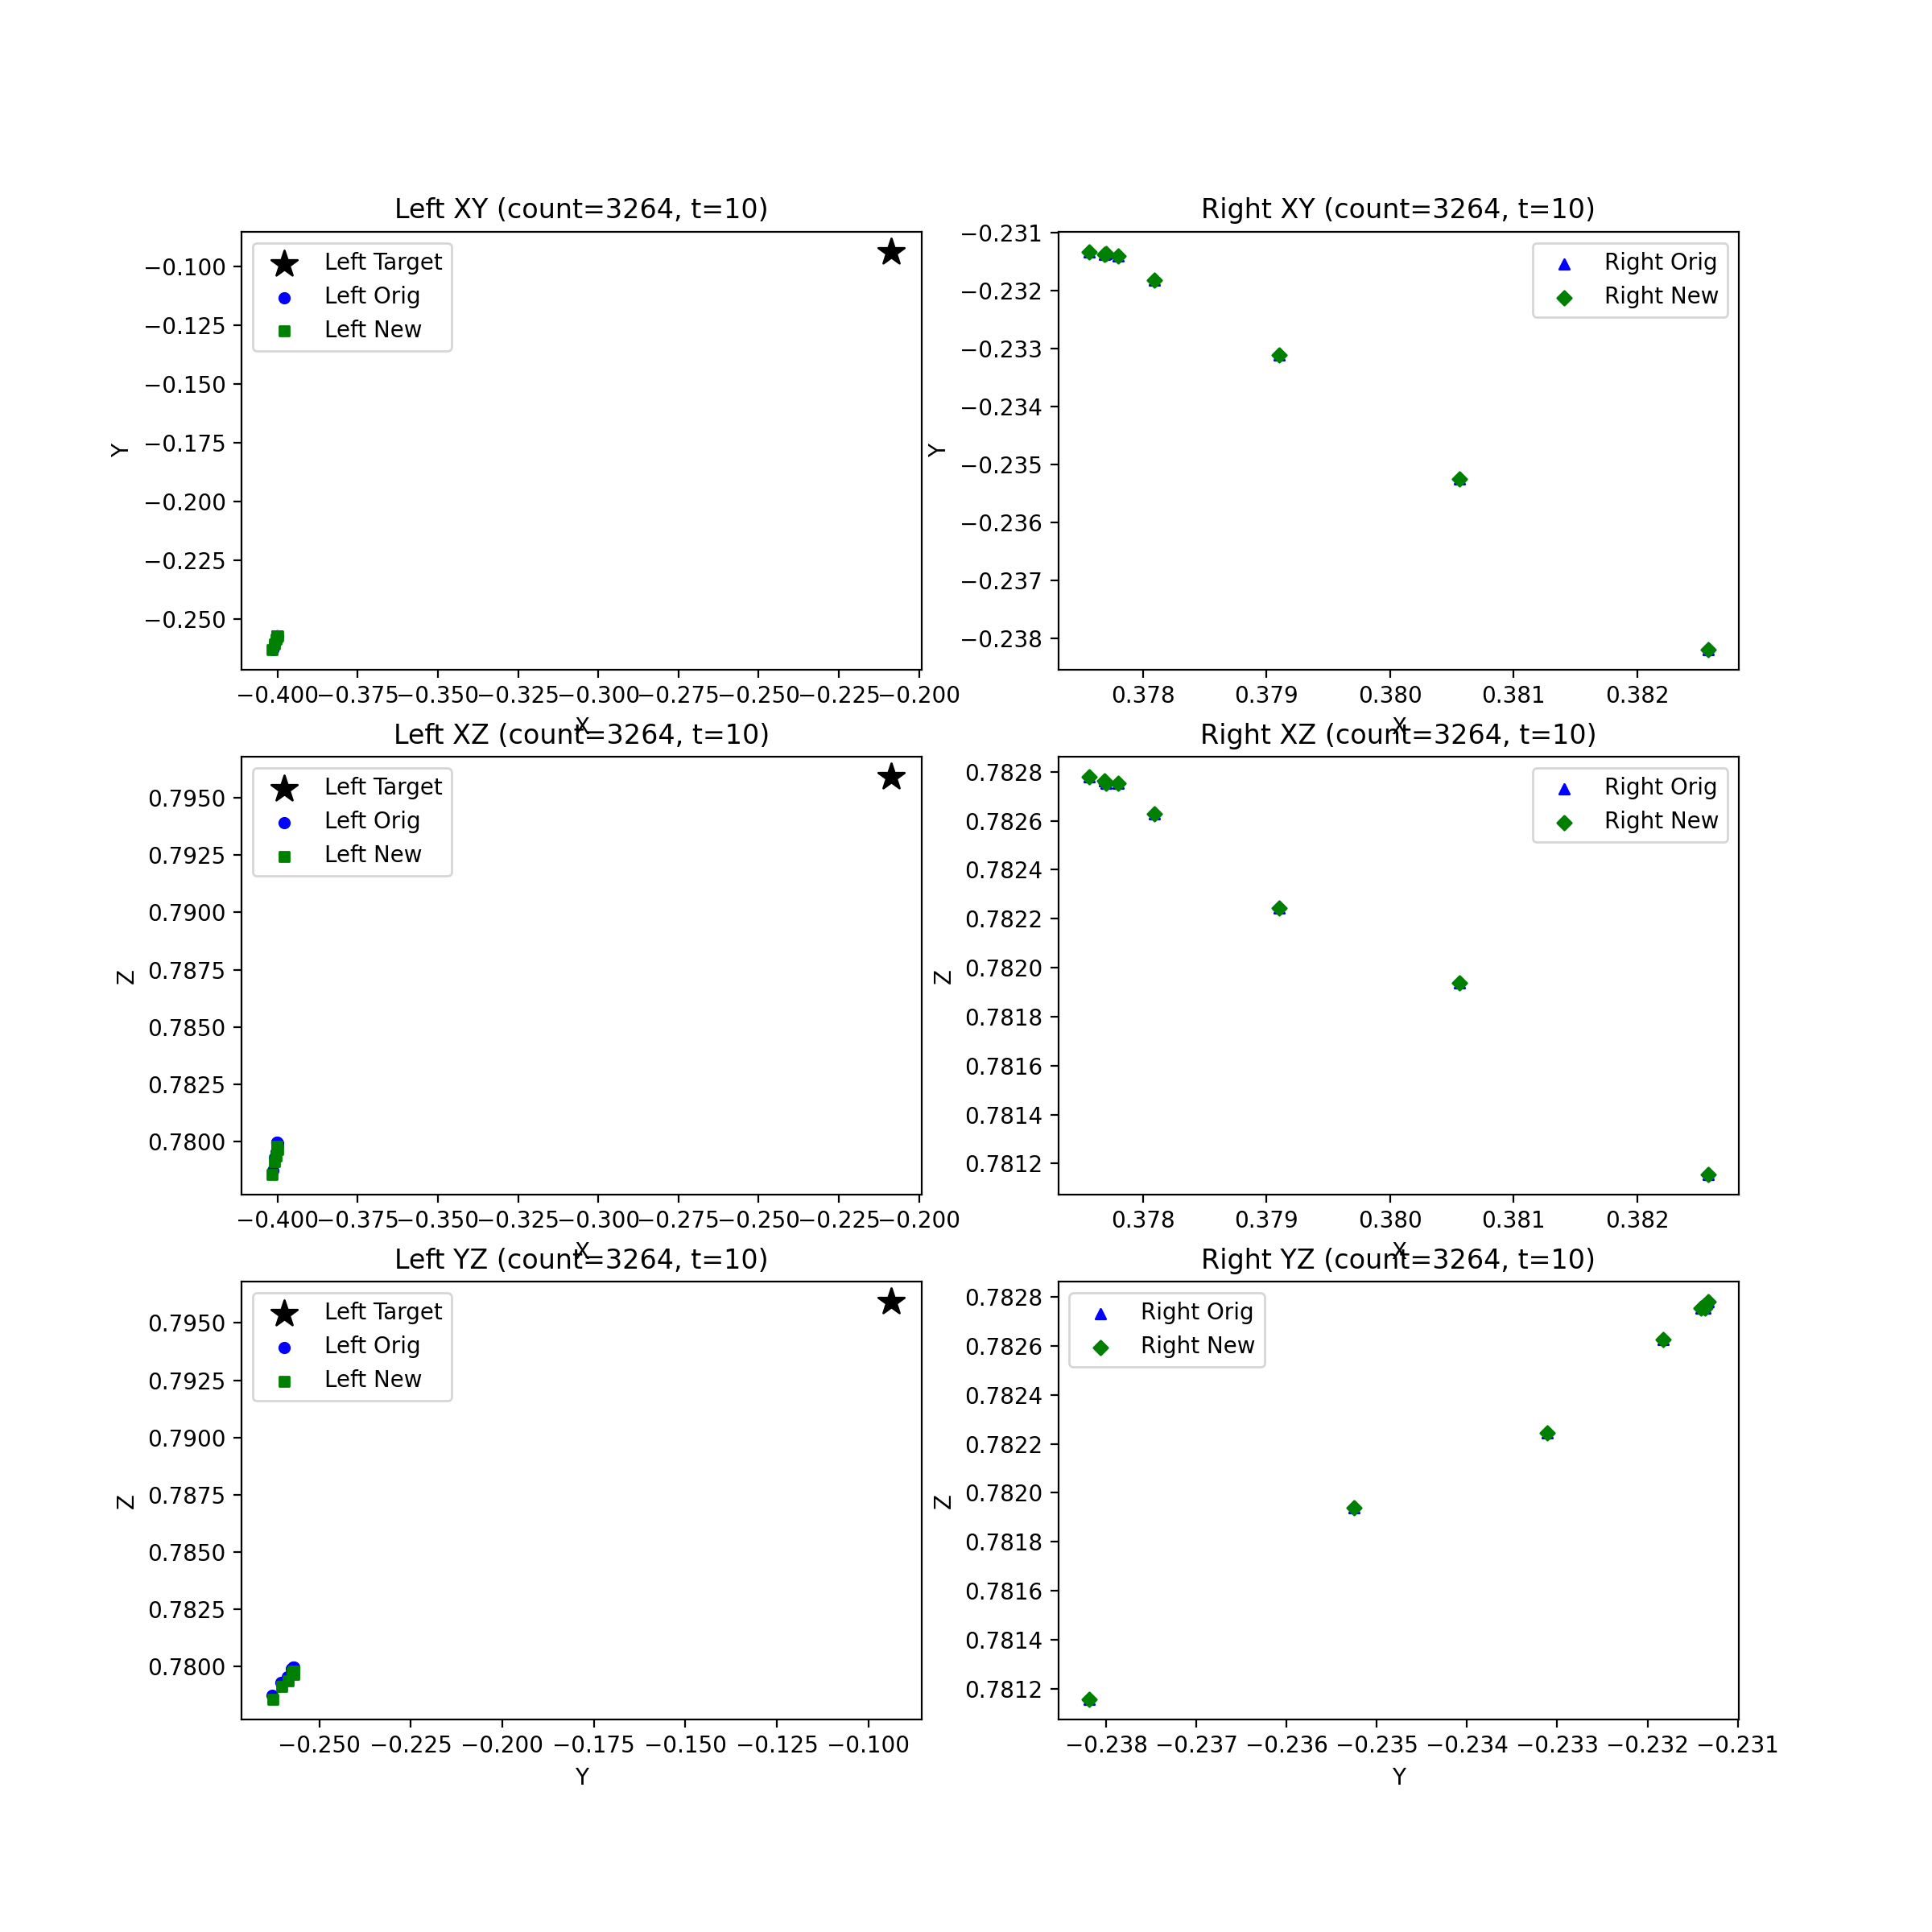 Left XY (count=3264, t=10)
Left Target
Left Orig
Left New
Y
−0.100
−0.125
−0.150
−0.175
−0.200
−0.225
−0.250
−0.400 −0.375 −0.350 −0.325 −0.300 −0.275 −0.250 −0.225 −0.200
X
Right XY (count=3264, t=10)
Right Orig
Right New
Y
−0.231
−0.232
−0.233
−0.234
−0.235
−0.236
−0.237
−0.238
0.378 0.379 0.380 0.381 0.382
X
Left XZ (count=3264, t=10)
Left Target
Left Orig
Left New
Z
0.7950
0.7925
0.7900
0.7875
0.7850
0.7825
0.7800
−0.400 −0.375 −0.350 −0.325 −0.300 −0.275 −0.250 −0.225 −0.200
X
Right XZ (count=3264, t=10)
Right Orig
Right New
Z
0.7828
0.7826
0.7824
0.7822
0.7820
0.7818
0.7816
0.7814
0.7812
0.378 0.379 0.380 0.381 0.382
X
Left YZ (count=3264, t=10)
Left Target
Left Orig
Left New
Z
0.7950
0.7925
0.7900
0.7875
0.7850
0.7825
0.7800
−0.250 −0.225 −0.200 −0.175 −0.150 −0.125 −0.100
Y
Right YZ (count=3264, t=10)
Right Orig
Right New
Z
0.7828
0.7826
0.7824
0.7822
0.7820
0.7818
0.7816
0.7814
0.7812
−0.238 −0.237 −0.236 −0.235 −0.234 −0.233 −0.232 −0.231
Y